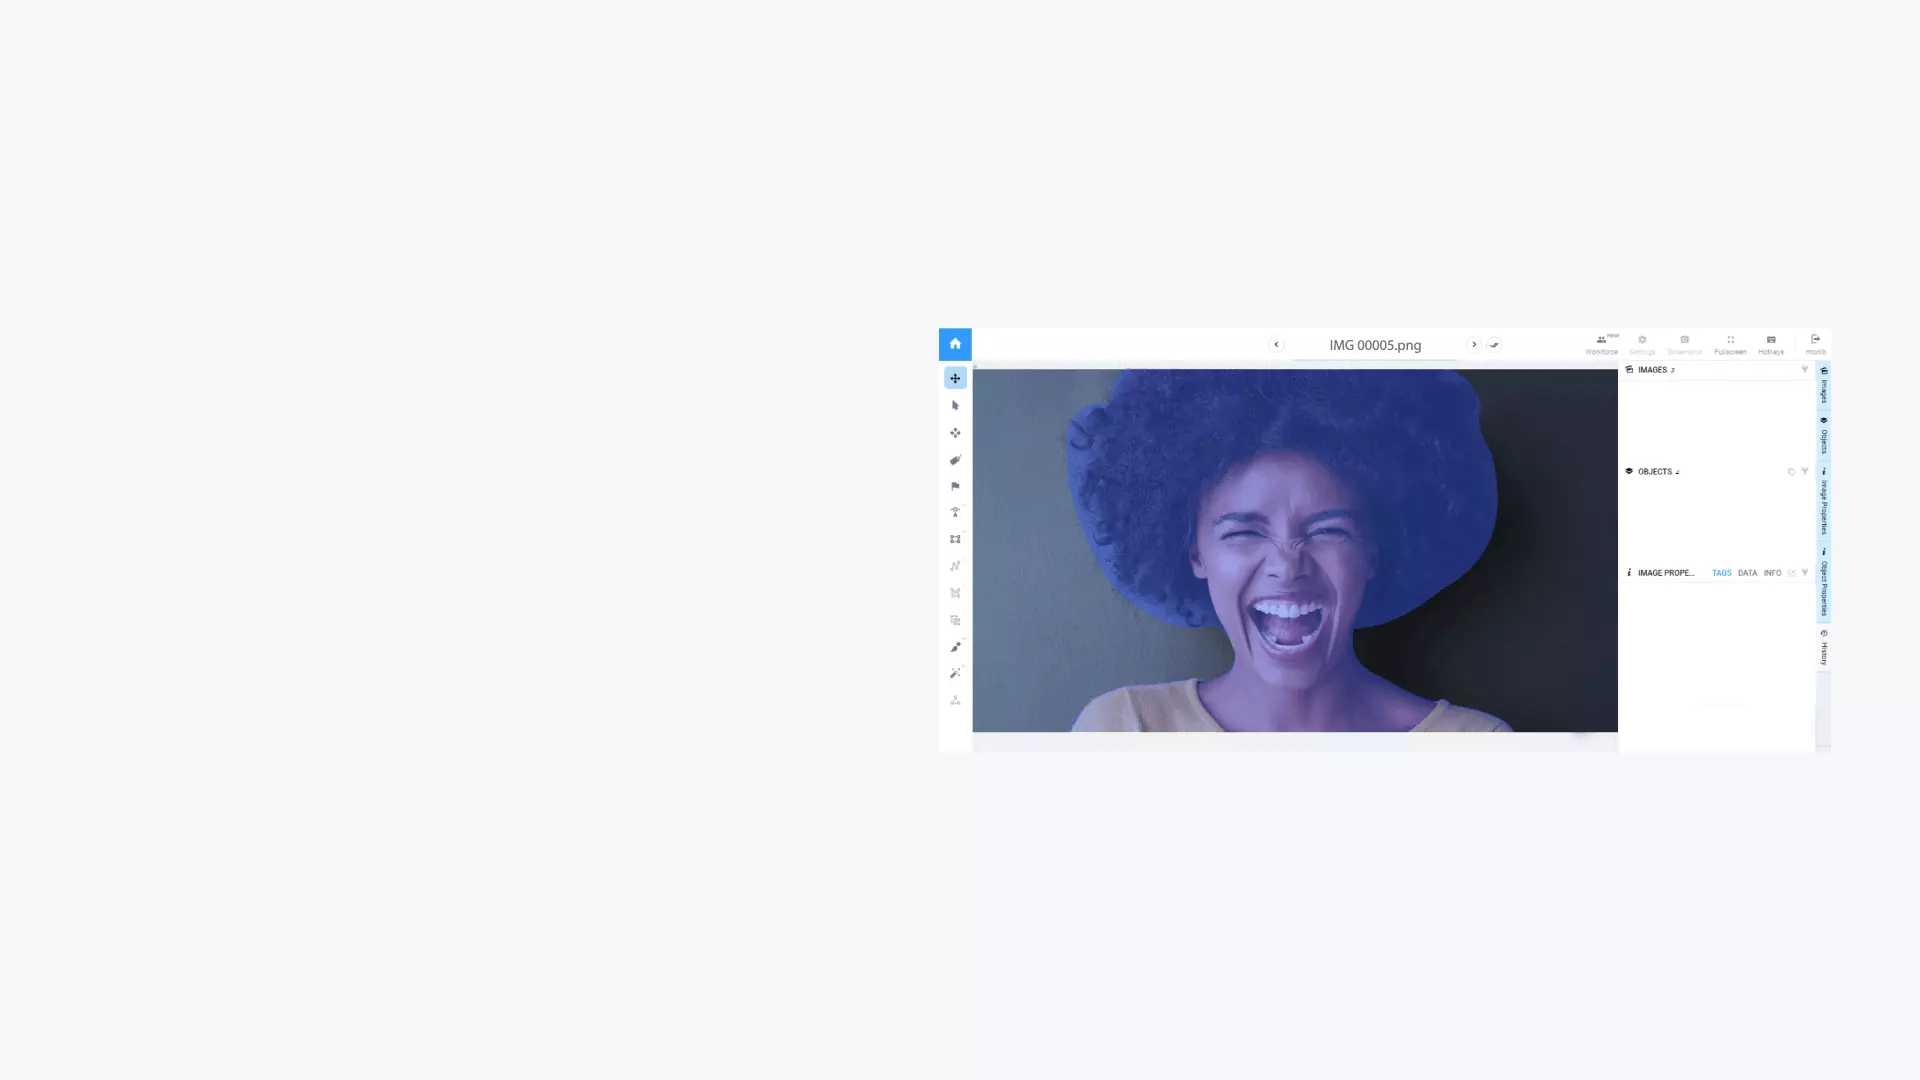 IMG 00005.png
new
Workforce
Settings
Screenshot
Fullscreen
Hotkeys
IMAGES 3
OBJECTS 4
IMAGE PROPE... TAGS DATA INFO
Images
Objects
Image Properties
Object Properties
History